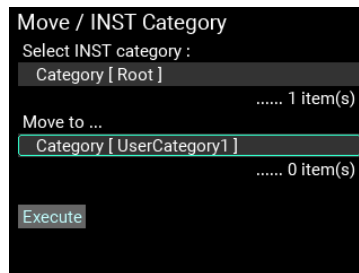 Move / INST Category
Select INST category :
Category [ Root ]
...... 1 item(s)
Move to ...
Category [ UserCategory1 ]
...... 0 item(s)
Execute